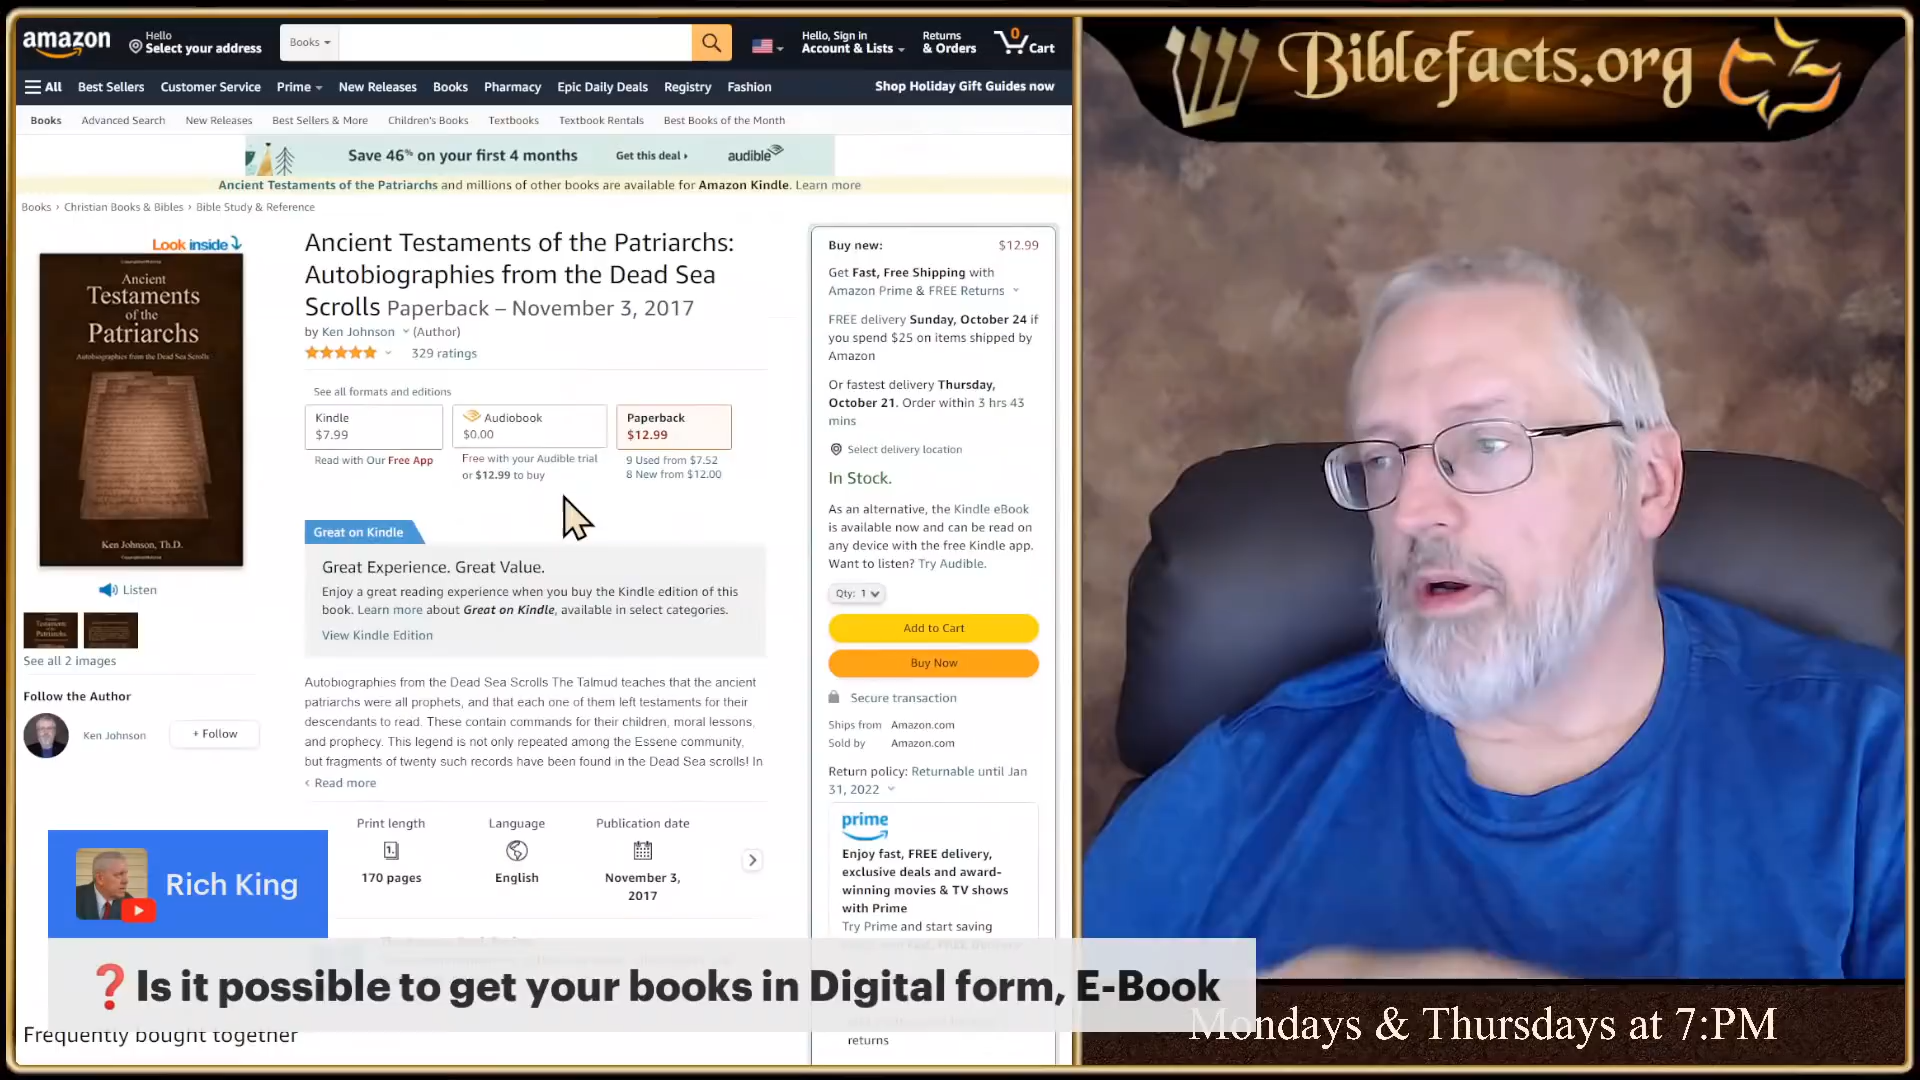 amazon
Hello
Select your address
Books
Hello, Sign in
Account & Lists
Returns
& Orders
0
Cart
All
Best Sellers
Customer Service
Prime
New Releases
Books
Pharmacy
Epic Daily Deals
Registry
Fashion
Shop Holiday Gift Guides now
Books
Advanced Search
New Releases
Best Sellers & More
Children's Books
Textbooks
Textbook Rentals
Best Books of the Month
Save 46% on your first 4 months
Get this deal ›
audible
Ancient Testaments of the Patriarchs and millions of other books are available for Amazon Kindle. Learn more
Books › Christian Books & Bibles › Bible Study & Reference
Look inside
Ancient
Testaments
of the
Patriarchs
Autobiographies from the Dead Sea Scrolls
Ken Johnson, Th.D.
Listen
See all 2 images
Follow the Author
Ken Johnson
+ Follow
Ancient Testaments of the Patriarchs:
Autobiographies from the Dead Sea
Scrolls Paperback – November 3, 2017
by Ken Johnson (Author)
329 ratings
See all formats and editions
Kindle
$7.99
Read with Our Free App
Audiobook
$0.00
Free with your Audible trial
or $12.99 to buy
Paperback
$12.99
9 Used from $7.52
8 New from $12.00
Great on Kindle
Great Experience. Great Value.
Enjoy a great reading experience when you buy the Kindle edition of this
book. Learn more about Great on Kindle, available in select categories.
View Kindle Edition
Autobiographies from the Dead Sea Scrolls The Talmud teaches that the ancient
patriarchs were all prophets, and that each one of them left testaments for their
descendants to read. These contain commands for their children, moral lessons,
and prophecy. This legend is not only repeated among the Essene community,
but fragments of twenty such records have been found in the Dead Sea scrolls! In
‹ Read more
Print length
170 pages
Language
English
Publication date
November 3,
2017
Buy new:
$12.99
Get Fast, Free Shipping with
Amazon Prime & FREE Returns
FREE delivery Sunday, October 24 if
you spend $25 on items shipped by
Amazon
Or fastest delivery Thursday,
October 21. Order within 3 hrs 43
mins
Select delivery location
In Stock.
As an alternative, the Kindle eBook
is available now and can be read on
any device with the free Kindle app.
Want to listen? Try Audible.
Qty: 1
Add to Cart
Buy Now
Secure transaction
Ships from Amazon.com
Sold by Amazon.com
Return policy: Returnable until Jan
31, 2022
prime
Enjoy fast, FREE delivery,
exclusive deals and award-
winning movies & TV shows
with Prime
Try Prime and start saving
returns
Rich King
❓Is it possible to get your books in Digital form, E-Book
Frequently bought together
ש Biblefacts.org
Mondays & Thursdays at 7:PM